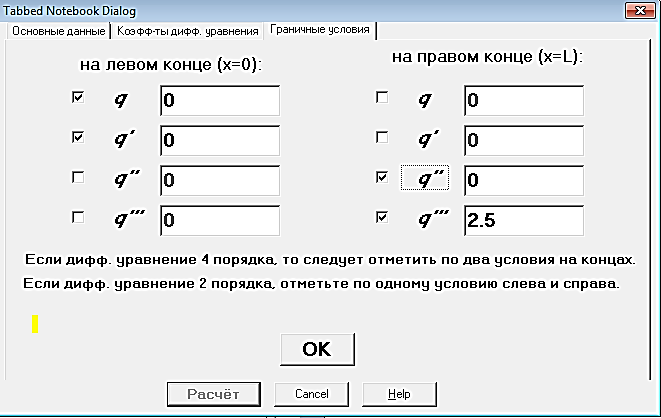 Tabbed Notebook Dialog
Основные данные Коэфф-ты дифф. уравнения Граничные условия
на левом конце (x=0): на правом конце (x=L):
q 0 q 0
q′ 0 q′ 0
q″ 0 q″ 0
q‴ 0 q‴ 2.5
Если дифф. уравнение 4 порядка, то следует отметить по два условия на концах.
Если дифф. уравнение 2 порядка, отметьте по одному условию слева и справа.
OK
Расчёт Cancel Help